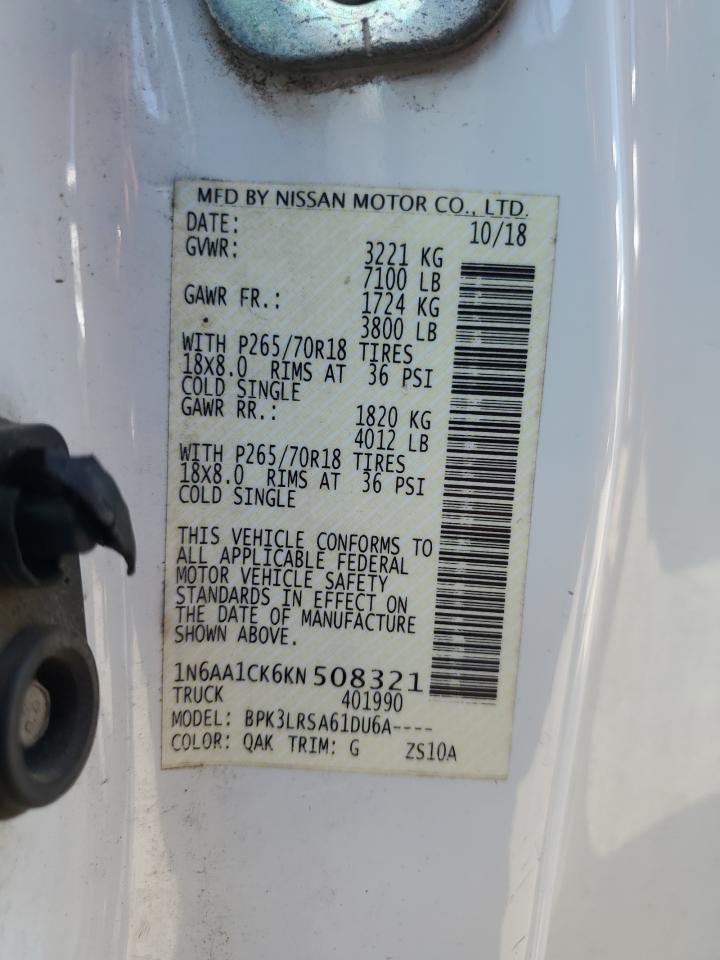 MFD BY NISSAN MOTOR CO., LTD.
DATE: 10/18
GVWR: 3221 KG
7100 LB
GAWR FR.: 1724 KG
3800 LB
WITH P265/70R18 TIRES
18X8.0 RIMS AT 36 PSI
COLD SINGLE
GAWR RR.: 1820 KG
4012 LB
WITH P265/70R18 TIRES
18X8.0 RIMS AT 36 PSI
COLD SINGLE
THIS VEHICLE CONFORMS TO
ALL APPLICABLE FEDERAL
MOTOR VEHICLE SAFETY
STANDARDS IN EFFECT ON
THE DATE OF MANUFACTURE
SHOWN ABOVE.
1N6AA1CK6KN508321
TRUCK 401990
MODEL: BPK3LRSA61DU6A----
COLOR: QAK TRIM: G ZS10A